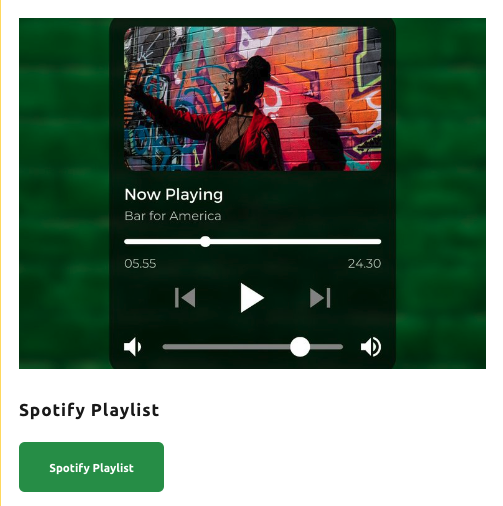 Now Playing
Bar for America
05.55 24.30
Spotify Playlist
Spotify Playlist